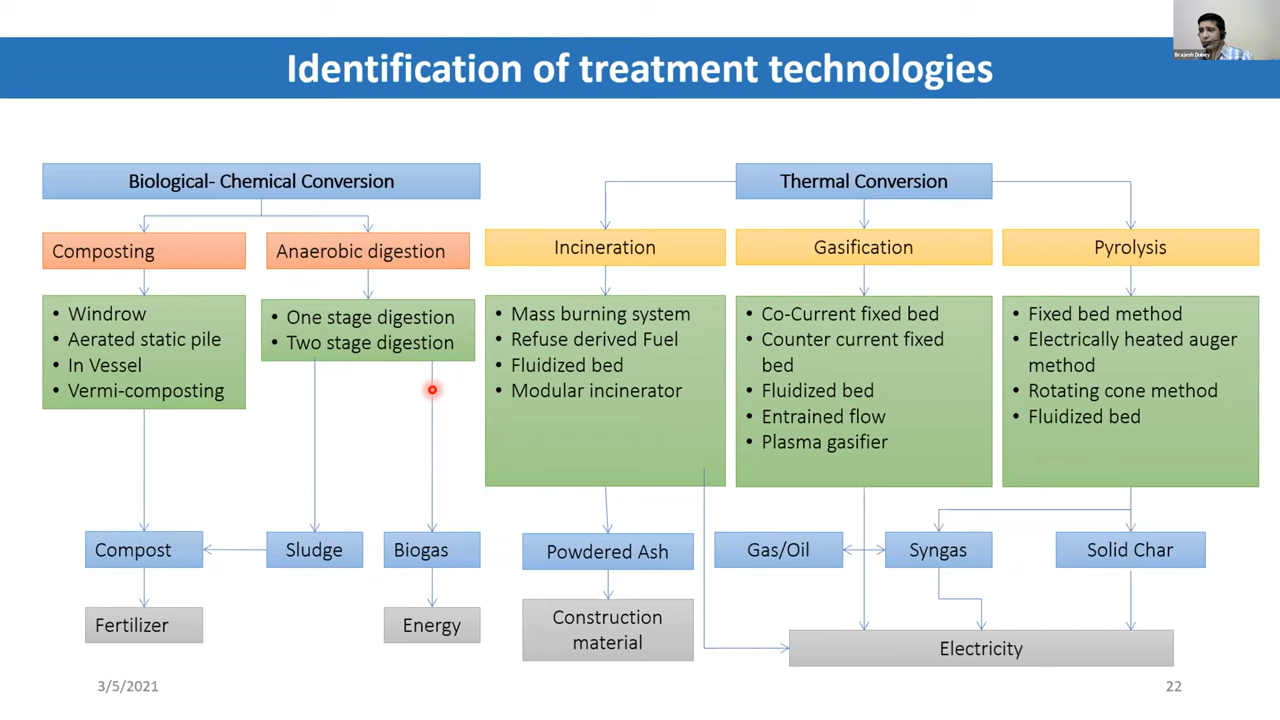 Brajesh Dubey
Identification of treatment technologies
Biological- Chemical Conversion
Thermal Conversion
Composting
Anaerobic digestion
Incineration
Gasification
Pyrolysis
• Windrow
• Aerated static pile
• In Vessel
• Vermi-composting
• One stage digestion
• Two stage digestion
• Mass burning system
• Refuse derived Fuel
• Fluidized bed
• Modular incinerator
• Co-Current fixed bed
• Counter current fixed
bed
• Fluidized bed
• Entrained flow
• Plasma gasifier
• Fixed bed method
• Electrically heated auger
method
• Rotating cone method
• Fluidized bed
Compost
Sludge
Biogas
Powdered Ash
Gas/Oil
Syngas
Solid Char
Fertilizer
Energy
Construction
material
Electricity
3/5/2021
22